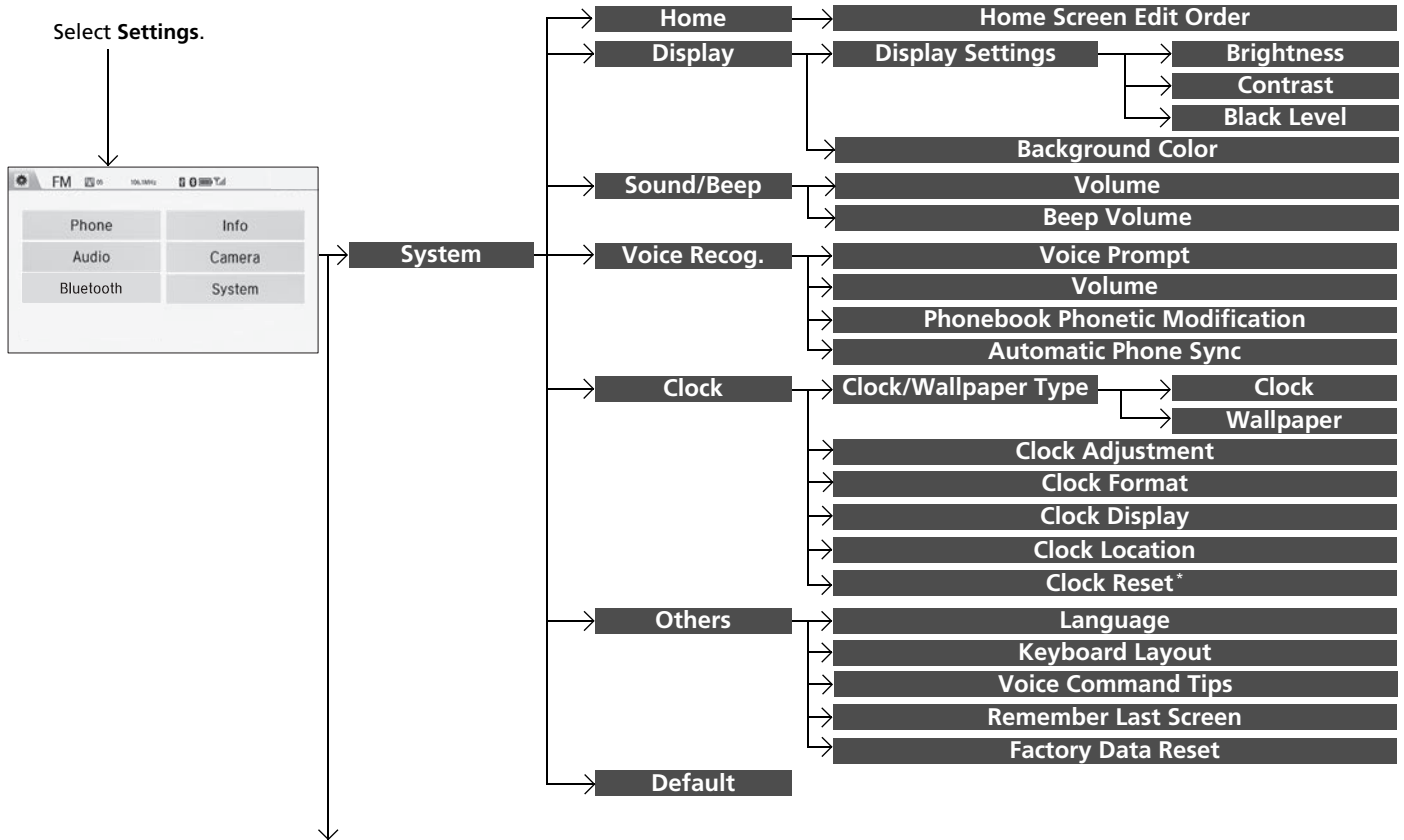 Select Settings.
FM 05 106.1MHz
Phone Info
Audio Camera
Bluetooth System
System
Home
Home Screen Edit Order
Display
Display Settings
Brightness
Contrast
Black Level
Background Color
Sound/Beep
Volume
Beep Volume
Voice Recog.
Voice Prompt
Volume
Phonebook Phonetic Modification
Automatic Phone Sync
Clock
Clock/Wallpaper Type
Clock
Wallpaper
Clock Adjustment
Clock Format
Clock Display
Clock Location
Clock Reset*
Others
Language
Keyboard Layout
Voice Command Tips
Remember Last Screen
Factory Data Reset
Default